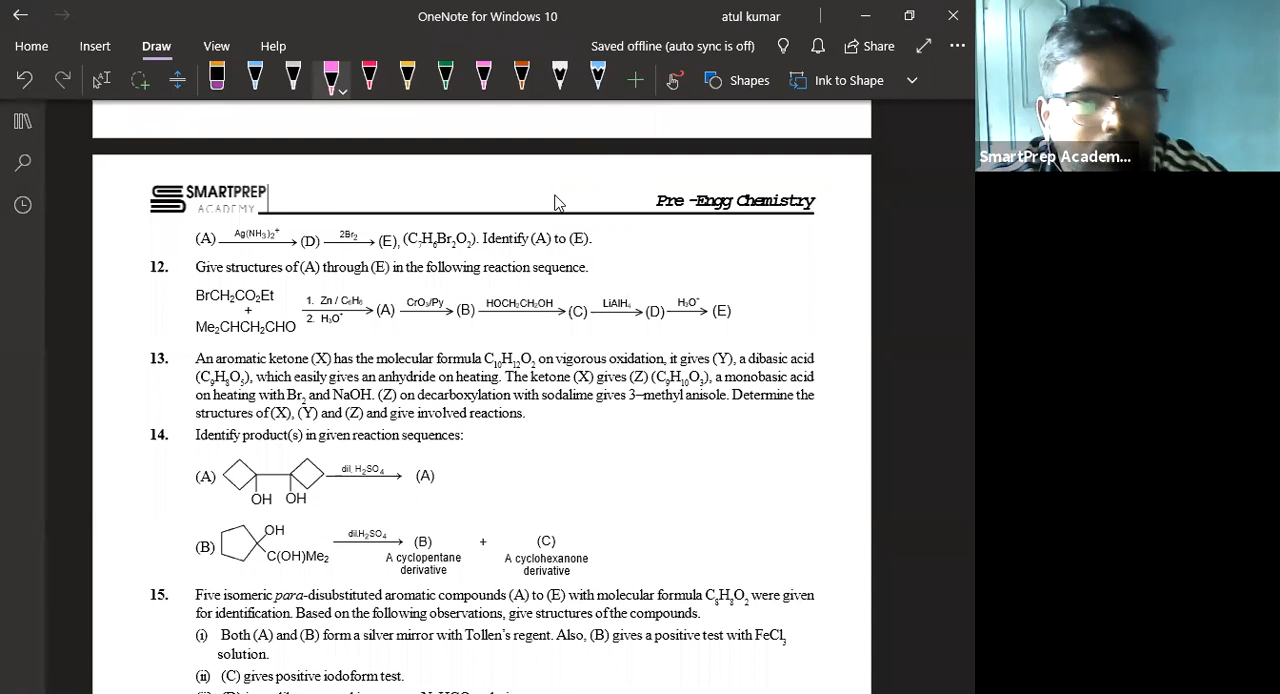 OneNote for Windows 10
atul kumar
Home Insert Draw View Help
Saved offline (auto sync is off)
Share
Shapes
Ink to Shape
SmartPrep Academ...
SMARTPREP
ACADEMY
Pre -Engg Chemistry
(A) Ag(NH₃)₂⁺ (D) 2Br₂ (E), (C₇H₆Br₂O₂). Identify (A) to (E).
12. Give structures of (A) through (E) in the following reaction sequence.
BrCH₂CO₂Et
+
Me₂CHCH₂CHO
1. Zn / C₆H₆
2. H₃O⁺
(A) CrO₃/Py (B) HOCH₂CH₂OH (C) LiAlH₄ (D) H₃O⁺ (E)
13. An aromatic ketone (X) has the molecular formula C₁₀H₁₂O₂ on vigorous oxidation, it gives (Y), a dibasic acid
(C₉H₈O₅), which easily gives an anhydride on heating. The ketone (X) gives (Z) (C₉H₁₀O₃), a monobasic acid
on heating with Br₂ and NaOH. (Z) on decarboxylation with sodalime gives 3–methyl anisole. Determine the
structures of (X), (Y) and (Z) and give involved reactions.
14. Identify product(s) in given reaction sequences:
(A) dil, H₂SO₄ (A)
OH OH
(B) OH
C(OH)Me₂
dil.H₂SO₄
(B) + (C)
A cyclopentane A cyclohexanone
derivative derivative
15. Five isomeric para-disubstituted aromatic compounds (A) to (E) with molecular formula C₈H₈O₂ were given
for identification. Based on the following observations, give structures of the compounds.
(i) Both (A) and (B) form a silver mirror with Tollen's regent. Also, (B) gives a positive test with FeCl₃
solution.
(ii) (C) gives positive iodoform test.